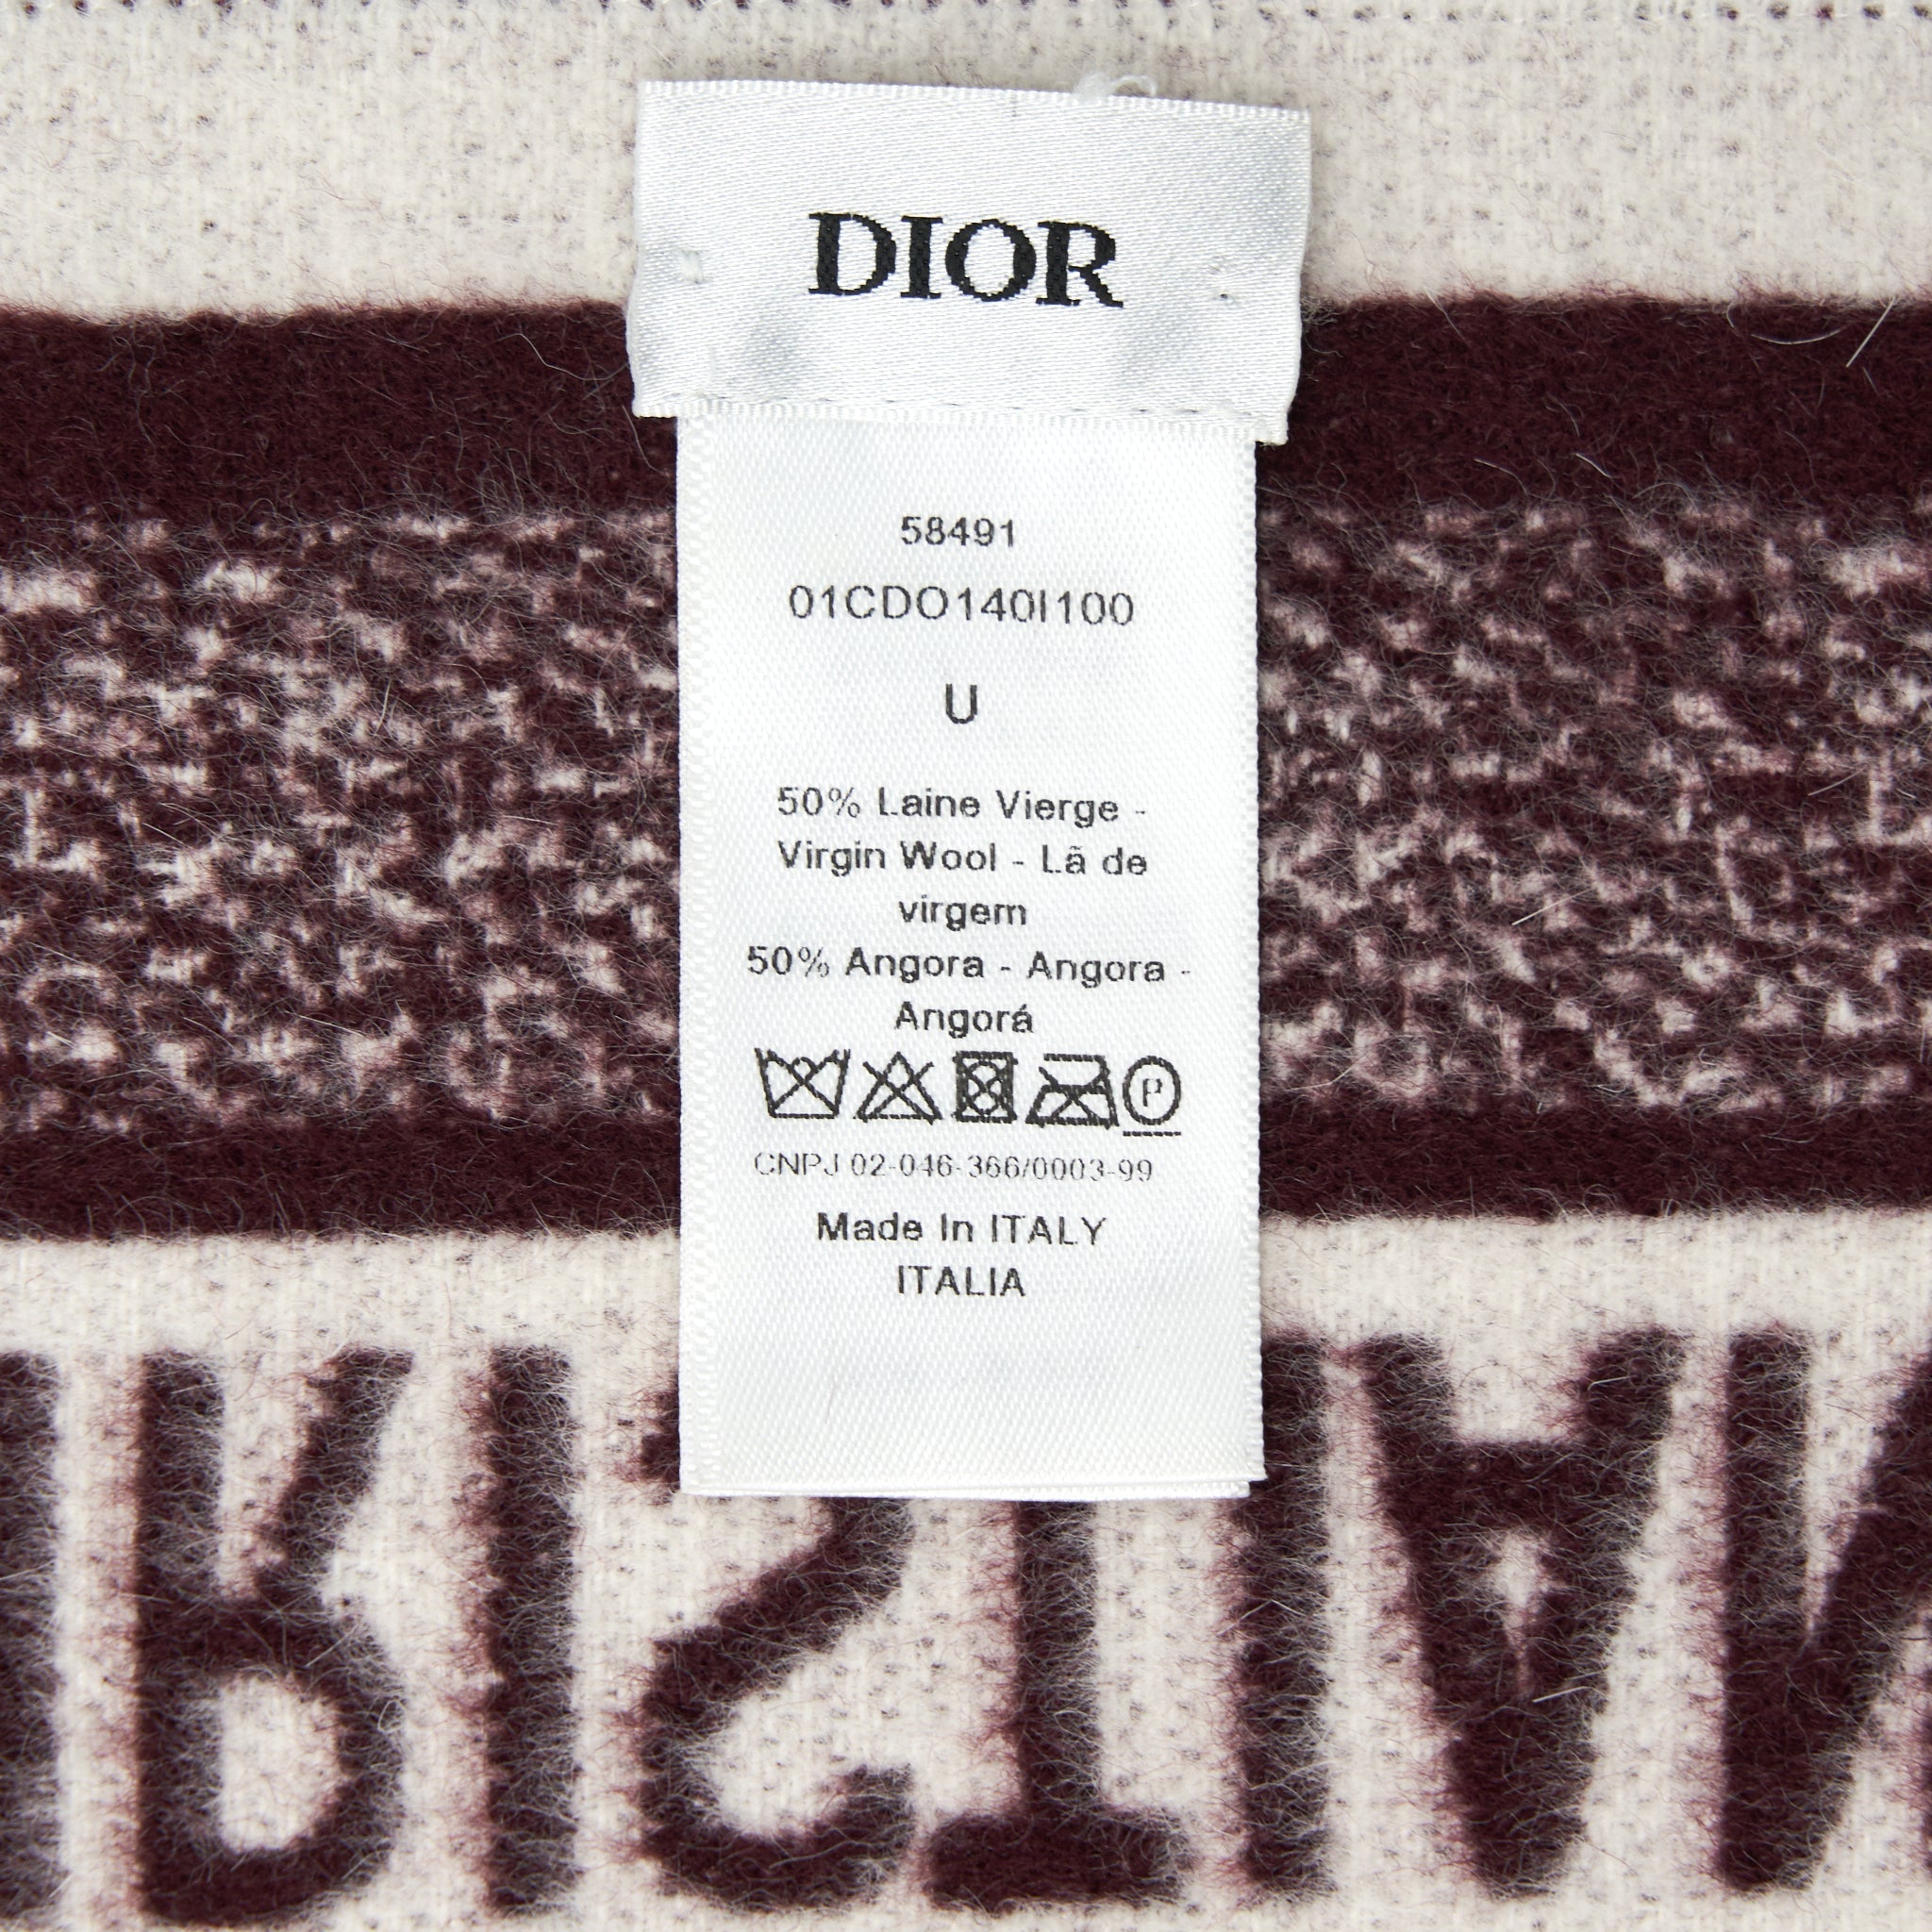 DIOR
58491
01CDO140I100
U
50% Laine Vierge -
Virgin Wool - Lã de
virgem
50% Angora - Angora -
Angorá
P
CNPJ 02-046-366/0003-99
Made In ITALY
ITALIA
RISTIAN